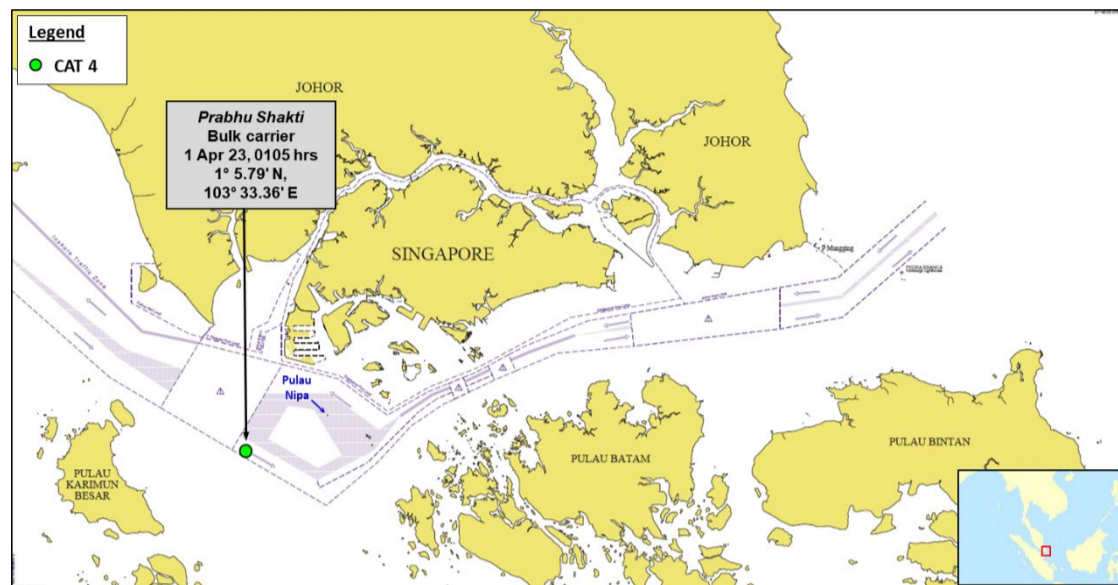 Legend
CAT 4
JOHOR
JOHOR
Prabhu Shakti
Bulk carrier
1 Apr 23, 0105 hrs
1° 5.79' N,
103° 33.36' E
SINGAPORE
Pulau
Nipa
PULAU
KARIMUN
BESAR
PULAU BATAM
PULAU BINTAN